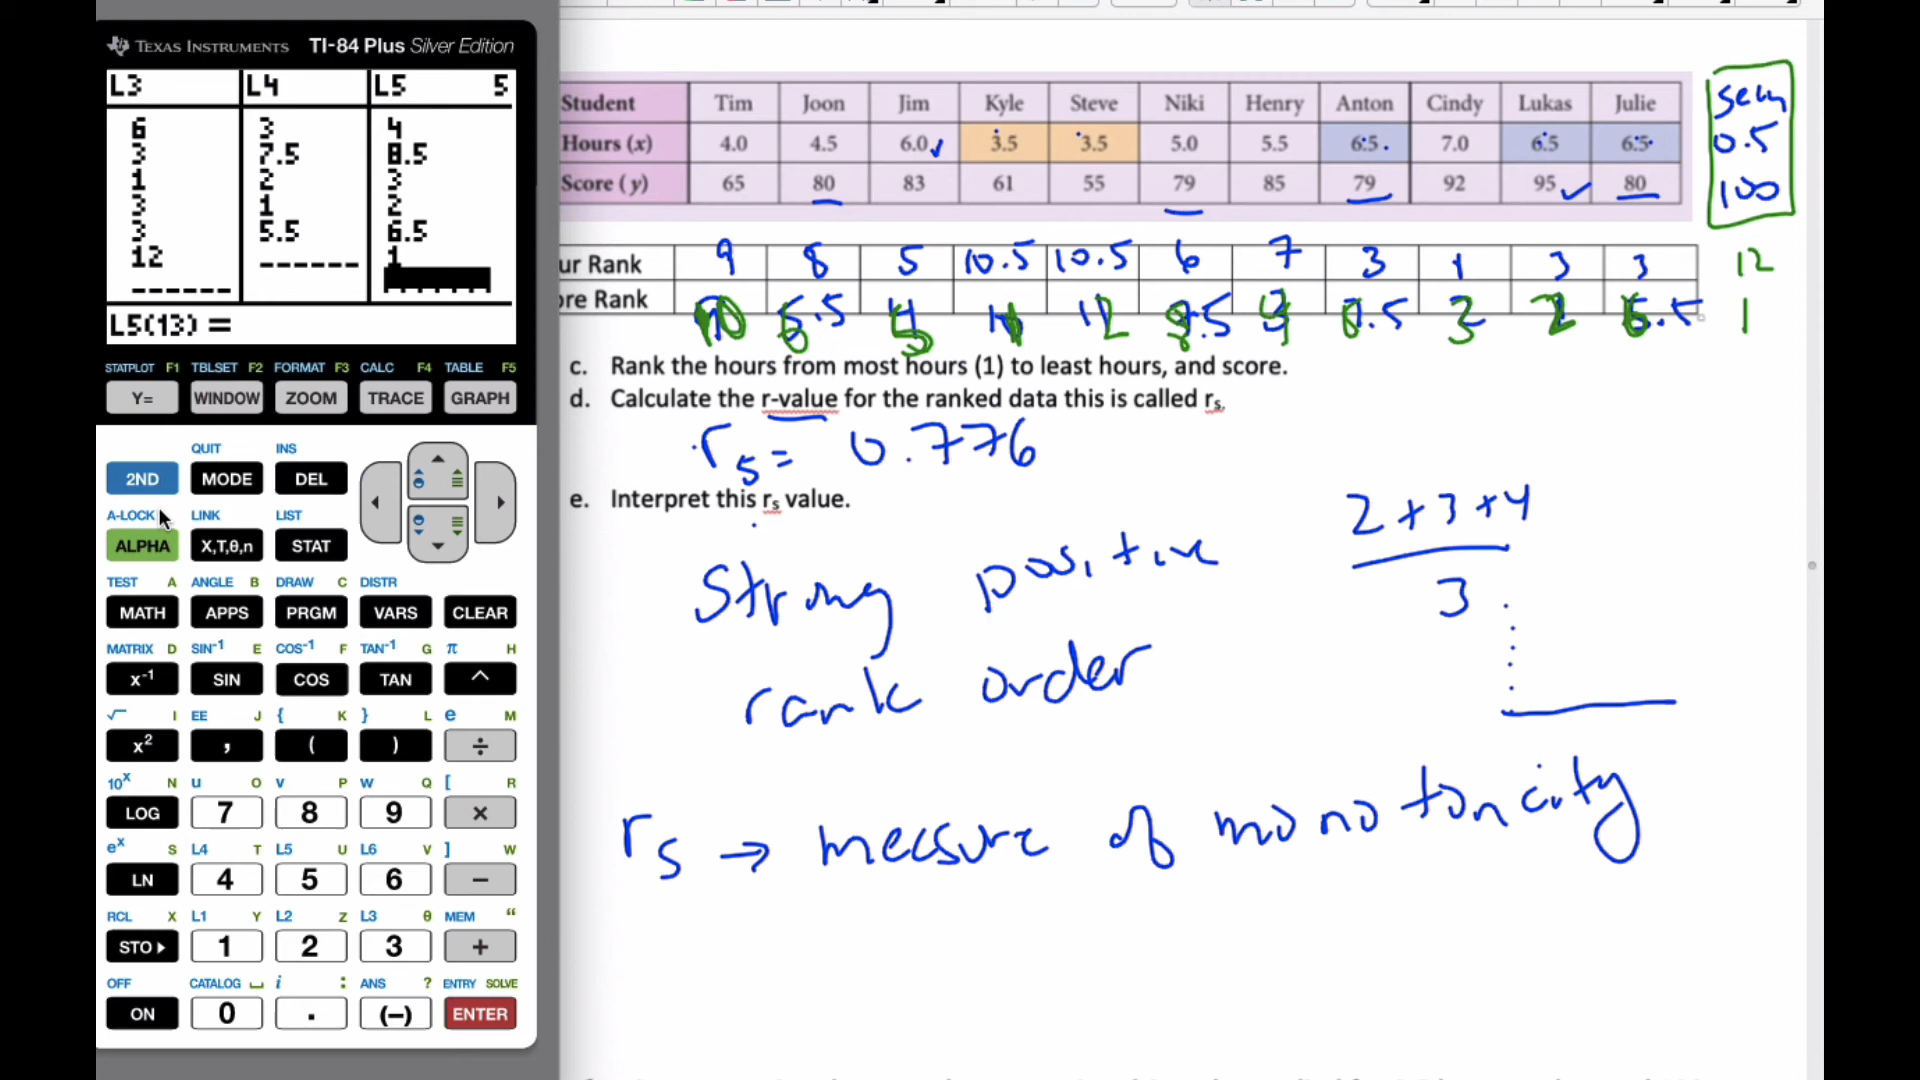 TEXAS INSTRUMENTS TI-84 Plus Silver Edition
L3 L4 L5 5
6 3 4
3 7.5 8.5
1 2 3
3 1 2
3 5.5 6.5
12 ------ 1
------
L5(13) =
STATPLOT F1 TBLSET F2 FORMAT F3 CALC F4 TABLE F5
Y= WINDOW ZOOM TRACE GRAPH
QUIT INS
2ND MODE DEL
A-LOCK LINK LIST
ALPHA X,T,θ,n STAT
TEST A ANGLE B DRAW C DISTR
MATH APPS PRGM VARS CLEAR
MATRIX D SIN⁻¹ E COS⁻¹ F TAN⁻¹ G π H
x⁻¹ SIN COS TAN ^
√ I EE J { K } L e M
x² , ( ) ÷
10ˣ N u O v P w Q [ R
LOG 7 8 9 ×
eˣ S L4 T L5 U L6 V ] W
LN 4 5 6 −
RCL X L1 Y L2 Z L3 θ MEM "
STO▶ 1 2 3 +
OFF CATALOG ⎵ i : ANS ? ENTRY SOLVE
ON 0 . (−) ENTER
Student Tim Joon Jim Kyle Steve Niki Henry Anton Cindy Lukas Julie
Hours (x) 4.0 4.5 6.0 3.5 3.5 5.0 5.5 6.5 7.0 6.5 6.5 0.5
Score (y) 65 80 83 61 55 79 85 79 92 95 80 100
ur Rank 9 8 5 10.5 10.5 6 7 3 1 3 3 12
ore Rank 10 6.5 5 11 12 8.5 4 8.5 3 2 6.5 1
c. Rank the hours from most hours (1) to least hours, and score.
d. Calculate the r-value for the ranked data this is called rs.
rs = 0.776
e. Interpret this rs value.
2+3+4
3
Strong positive
rank order
rs → measure of monotonicity